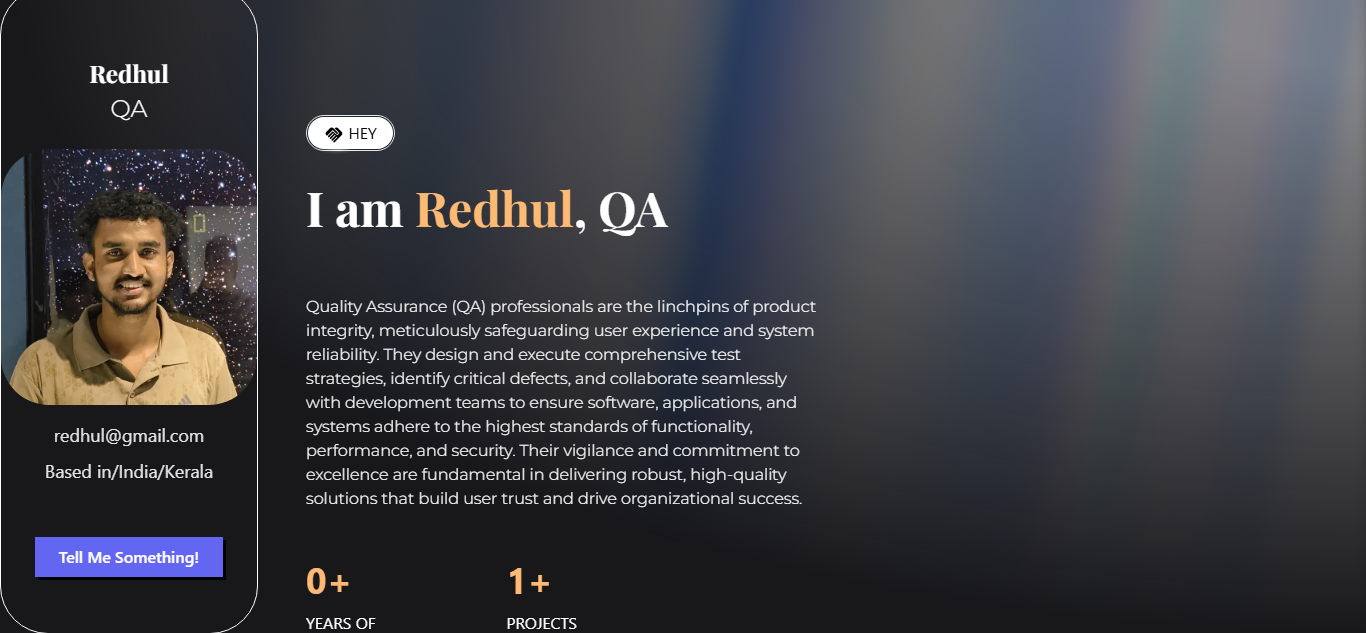 Redhul
QA
redhul@gmail.com
Based in/India/Kerala
Tell Me Something!
HEY
I am Redhul, QA
Quality Assurance (QA) professionals are the linchpins of product
integrity, meticulously safeguarding user experience and system
reliability. They design and execute comprehensive test
strategies, identify critical defects, and collaborate seamlessly
with development teams to ensure software, applications, and
systems adhere to the highest standards of functionality,
performance, and security. Their vigilance and commitment to
excellence are fundamental in delivering robust, high-quality
solutions that build user trust and drive organizational success.
0+
YEARS OF
1+
PROJECTS